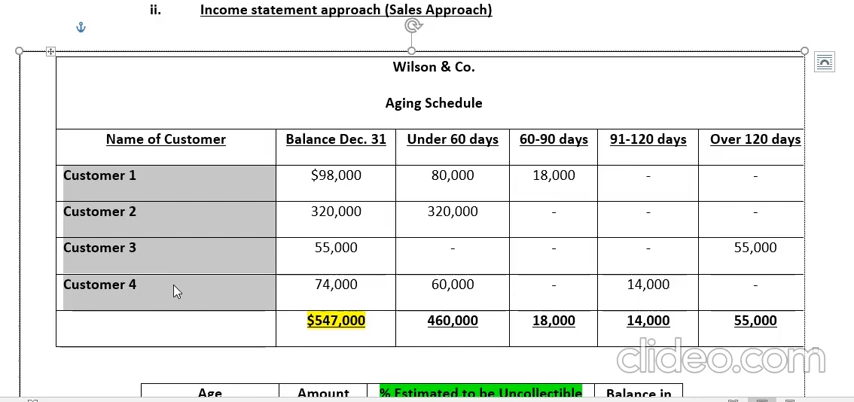 ii. Income statement approach (Sales Approach)
Wilson & Co.
Aging Schedule
Name of Customer Balance Dec. 31 Under 60 days 60-90 days 91-120 days Over 120 days
Customer 1 $98,000 80,000 18,000 - -
Customer 2 320,000 320,000 - - -
Customer 3 55,000 - - - 55,000
Customer 4 74,000 60,000 - 14,000 -
$547,000 460,000 18,000 14,000 55,000
clideo.com
Age Amount % Estimated to be Uncollectible Balance in